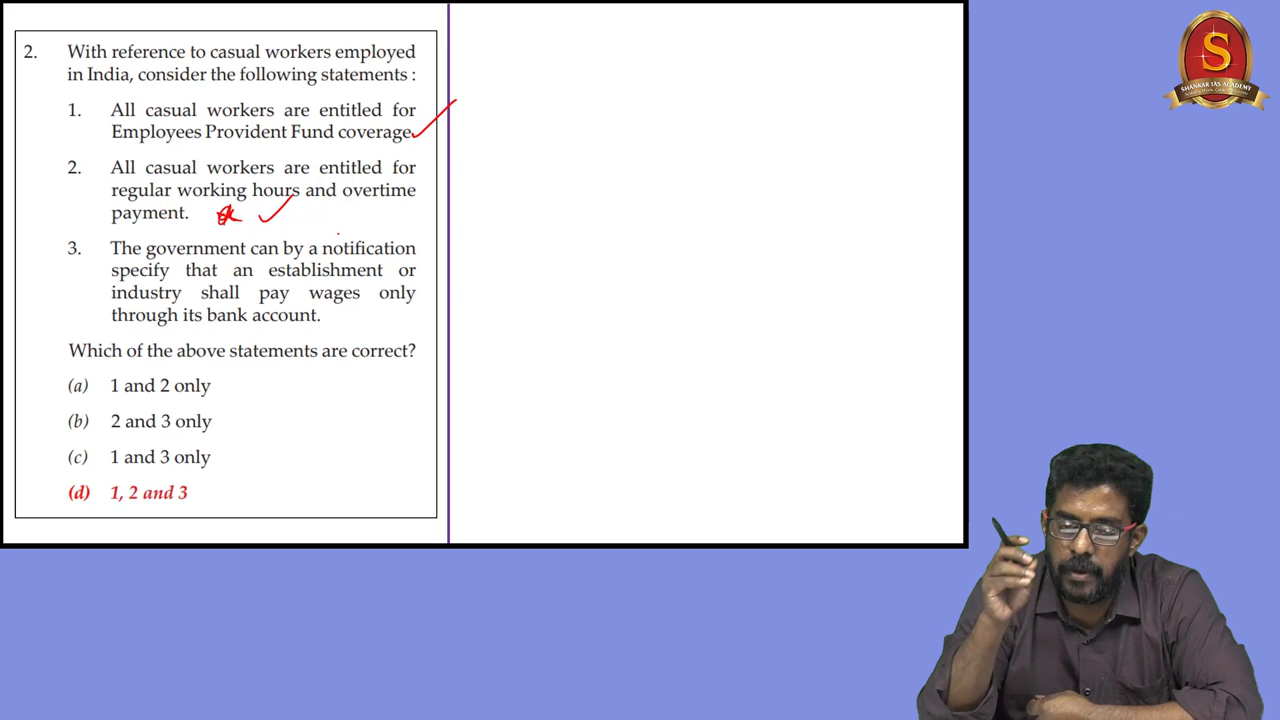 2. With reference to casual workers employed
in India, consider the following statements :
1. All casual workers are entitled for
Employees Provident Fund coverage.
2. All casual workers are entitled for
regular working hours and overtime
payment.
3. The government can by a notification
specify that an establishment or
industry shall pay wages only
through its bank account.
Which of the above statements are correct?
(a) 1 and 2 only
(b) 2 and 3 only
(c) 1 and 3 only
(d) 1, 2 and 3
S
SHANKAR IAS ACADEMY